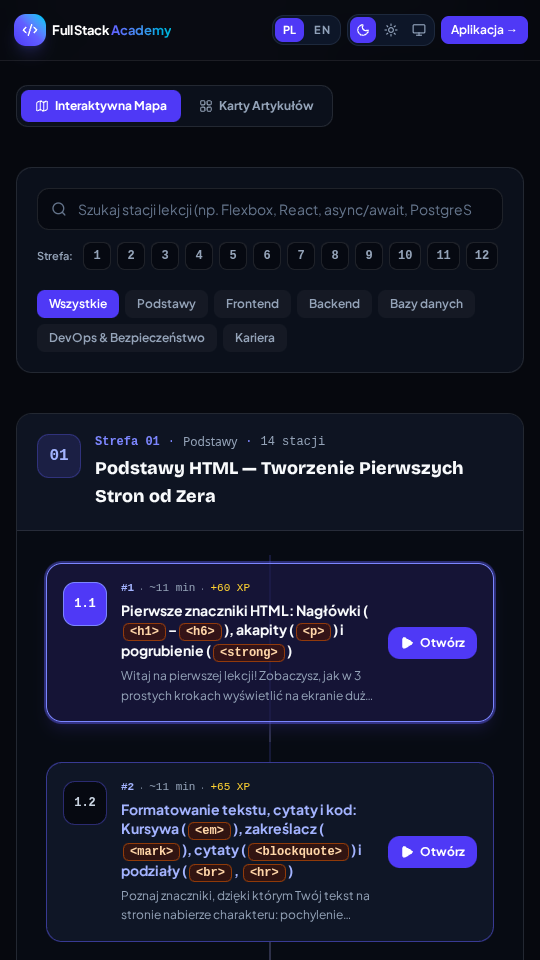 FullStack Academy
PL EN
Aplikacja →
Interaktywna Mapa
Karty Artykułów
Szukaj stacji lekcji (np. Flexbox, React, async/await, PostgreS
Strefa: 1 2 3 4 5 6 7 8 9 10 11 12
Wszystkie Podstawy Frontend Backend Bazy danych
DevOps & Bezpieczeństwo Kariera
01
Strefa 01 · Podstawy · 14 stacji
Podstawy HTML — Tworzenie Pierwszych
Stron od Zera
1.1
#1 · ~11 min · +60 XP
Pierwsze znaczniki HTML: Nagłówki (
<h1> – <h6> ), akapity ( <p> ) i
pogrubienie ( <strong> )
Witaj na pierwszej lekcji! Zobaczysz, jak w 3
prostych krokach wyświetlić na ekranie duż…
Otwórz
1.2
#2 · ~11 min · +65 XP
Formatowanie tekstu, cytaty i kod:
Kursywa ( <em> ), zakreślacz (
<mark> ), cytaty ( <blockquote> ) i
podziały ( <br> , <hr> )
Poznaj znaczniki, dzięki którym Twój tekst na
stronie nabierze charakteru: pochylenie…
Otwórz